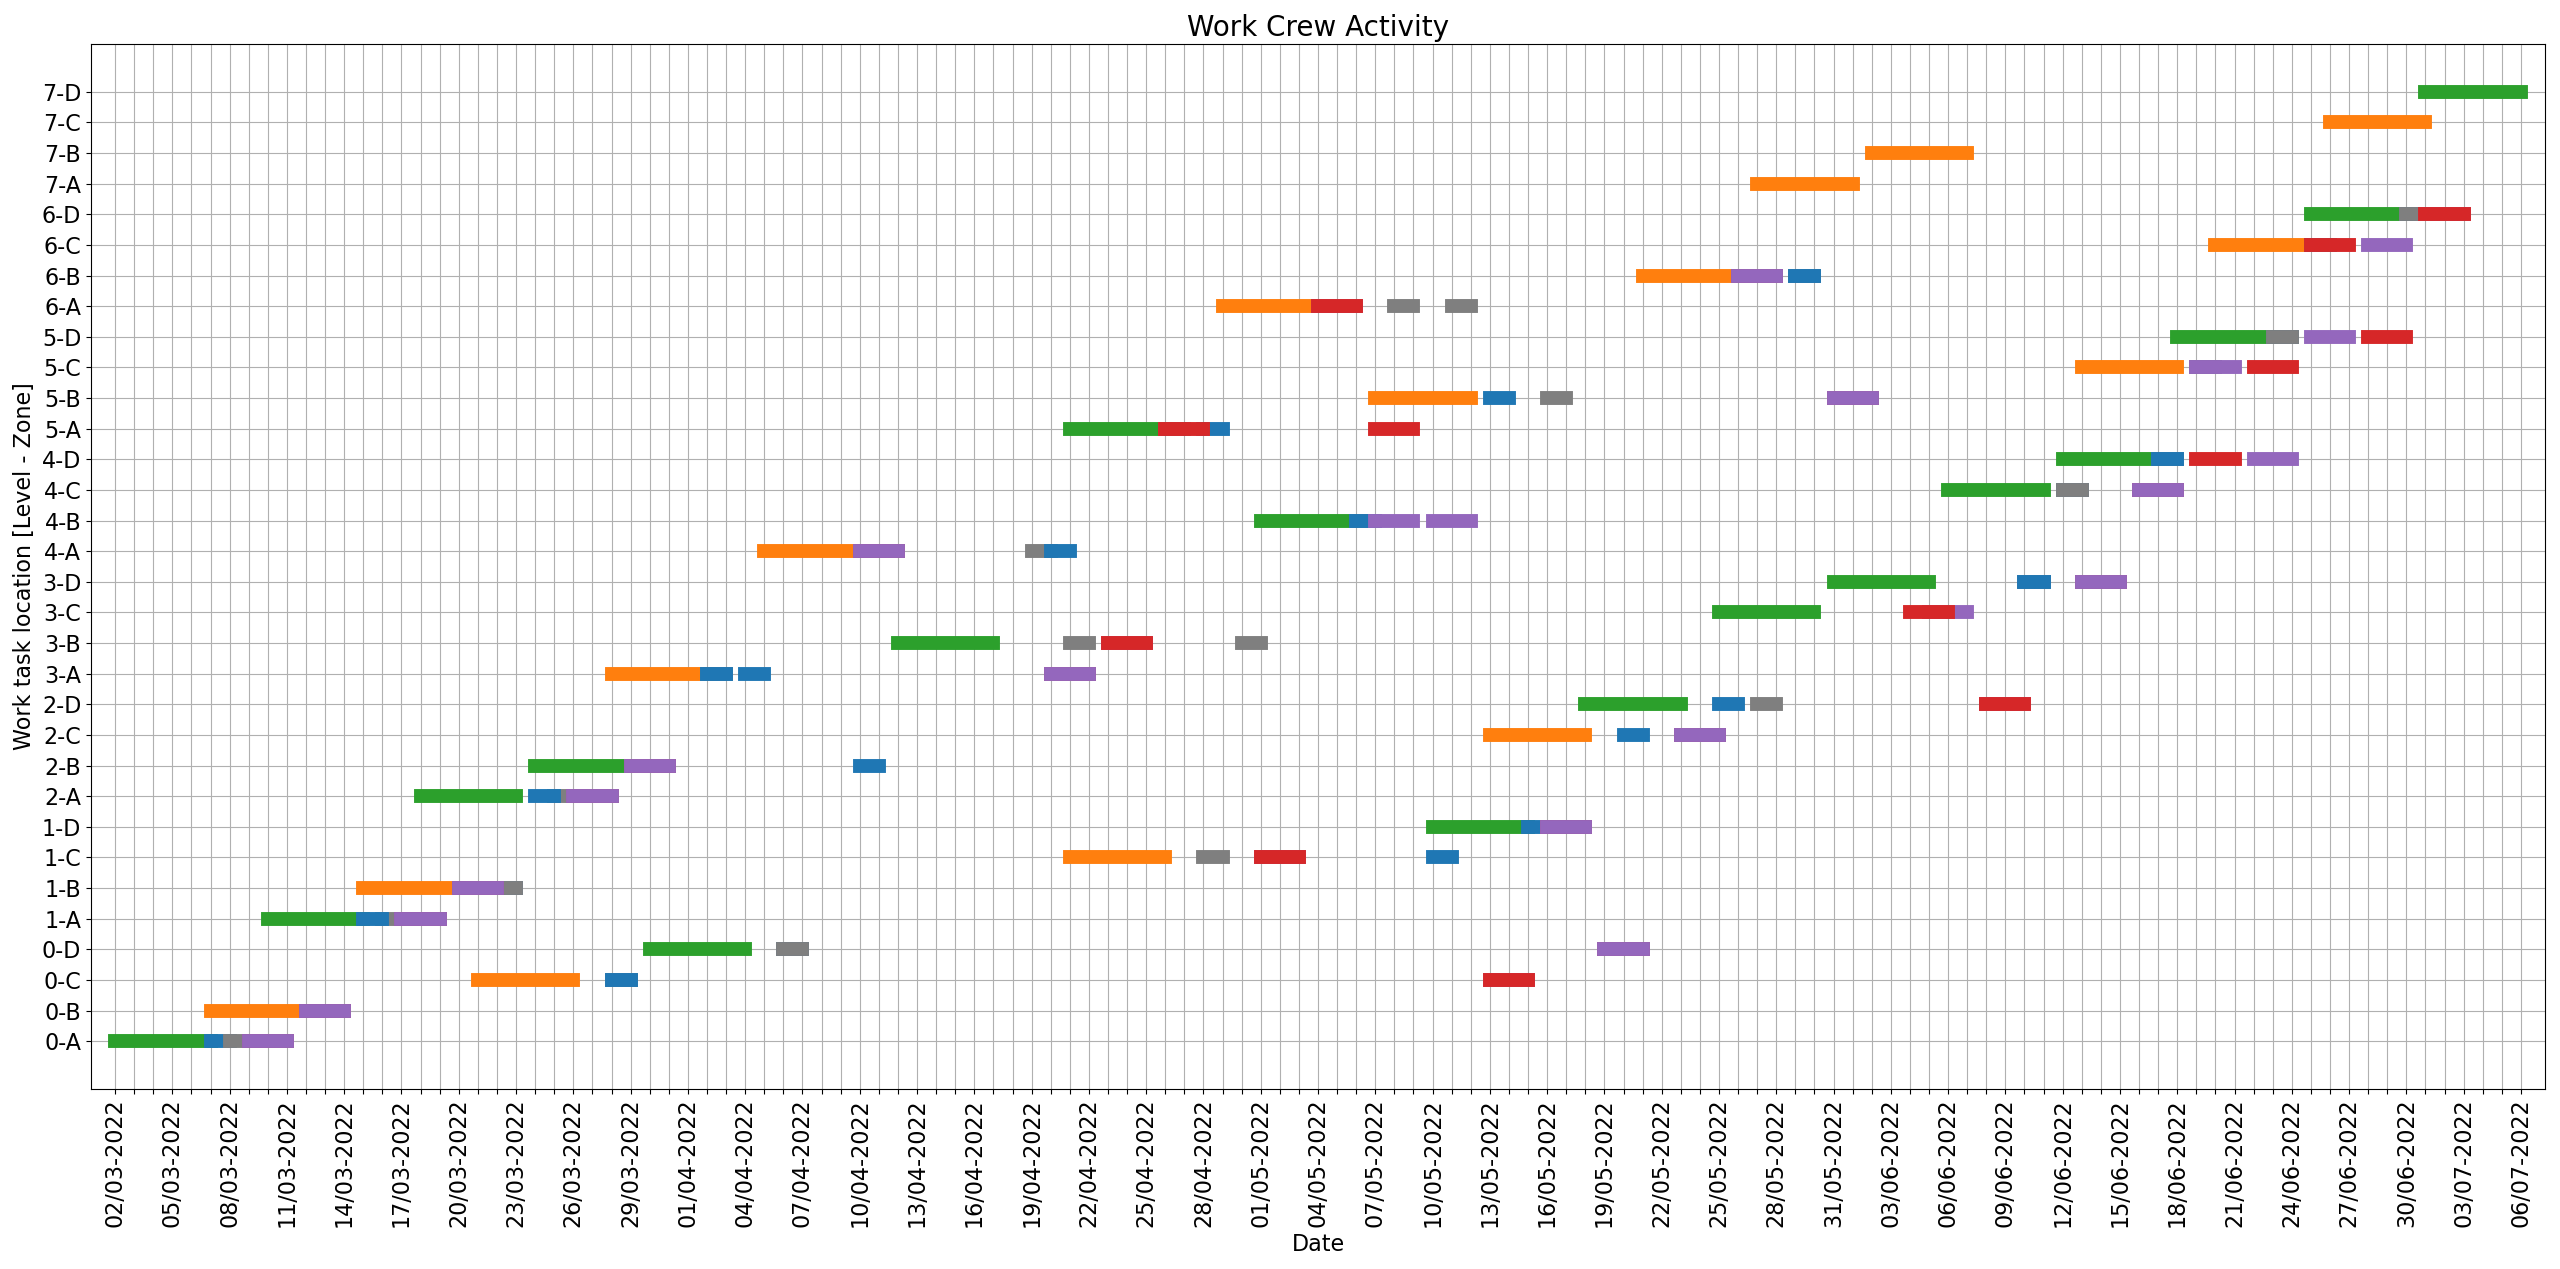 Work Crew Activity
Work task location [Level - Zone]
7-D
7-C
7-B
7-A
6-D
6-C
6-B
6-A
5-D
5-C
5-B
5-A
4-D
4-C
4-B
4-A
3-D
3-C
3-B
3-A
2-D
2-C
2-B
2-A
1-D
1-C
1-B
1-A
0-D
0-C
0-B
0-A
02/03-2022
05/03-2022
08/03-2022
11/03-2022
14/03-2022
17/03-2022
20/03-2022
23/03-2022
26/03-2022
29/03-2022
01/04-2022
04/04-2022
07/04-2022
10/04-2022
13/04-2022
16/04-2022
19/04-2022
22/04-2022
25/04-2022
28/04-2022
01/05-2022
04/05-2022
07/05-2022
10/05-2022
13/05-2022
16/05-2022
19/05-2022
22/05-2022
25/05-2022
28/05-2022
31/05-2022
03/06-2022
06/06-2022
09/06-2022
12/06-2022
15/06-2022
18/06-2022
21/06-2022
24/06-2022
27/06-2022
30/06-2022
03/07-2022
06/07-2022
Date